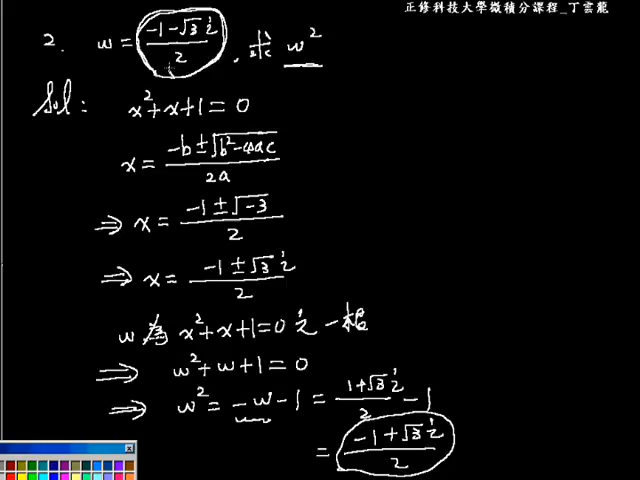 正修科技大學微積分課程_丁雲龍
2. w = (-1-√3 i)/2 , 求 w²
Sol: x²+x+1=0
x = (-b±√(b²-4ac))/(2a)
⇒ x = (-1±√-3)/2
⇒ x = (-1±√3 i)/2
w 為 x²+x+1=0 之一根
⇒ w²+w+1=0
⇒ w² = -w-1 = (1+√3 i)/2 - 1
= (-1+√3 i)/2